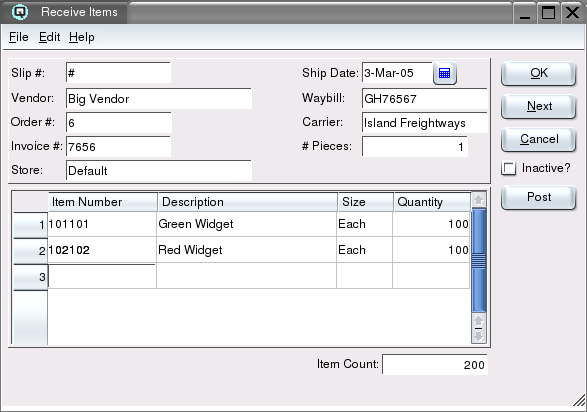 Receive Items
File Edit Help
Slip #: # Ship Date: 3-Mar-05 OK
Vendor: Big Vendor Waybill: GH76567 Next
Order #: 6 Carrier: Island Freightways
Invoice #: 7656 # Pieces: 1 Cancel
Store: Default Inactive?
Post
Item Number Description Size Quantity
1 101101 Green Widget Each 100
2 102102 Red Widget Each 100
3
Item Count: 200